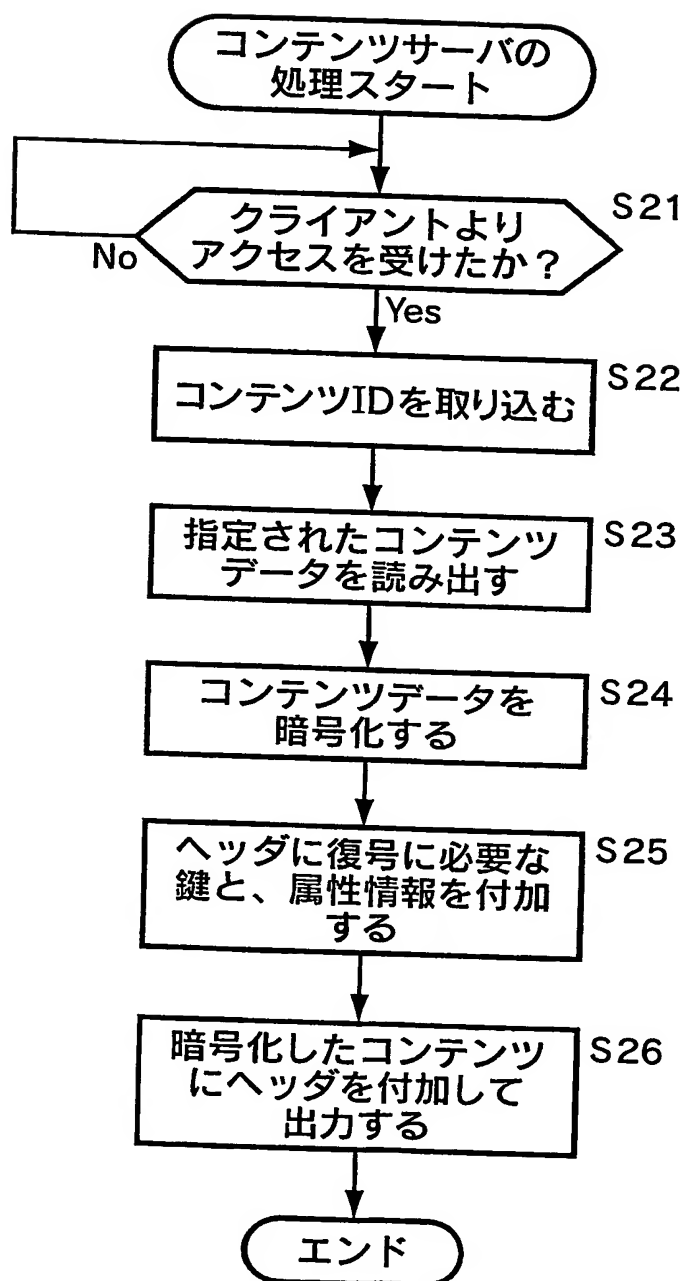 コンテンツサーバの
処理スタート
クライアントより
アクセスを受けたか？
S21
No
Yes
コンテンツIDを取り込む
S22
指定されたコンテンツ
データを読み出す
S23
コンテンツデータを
暗号化する
S24
ヘッダに復号に必要な
鍵と、属性情報を付加
する
S25
暗号化したコンテンツ
にヘッダを付加して
出力する
S26
エンド